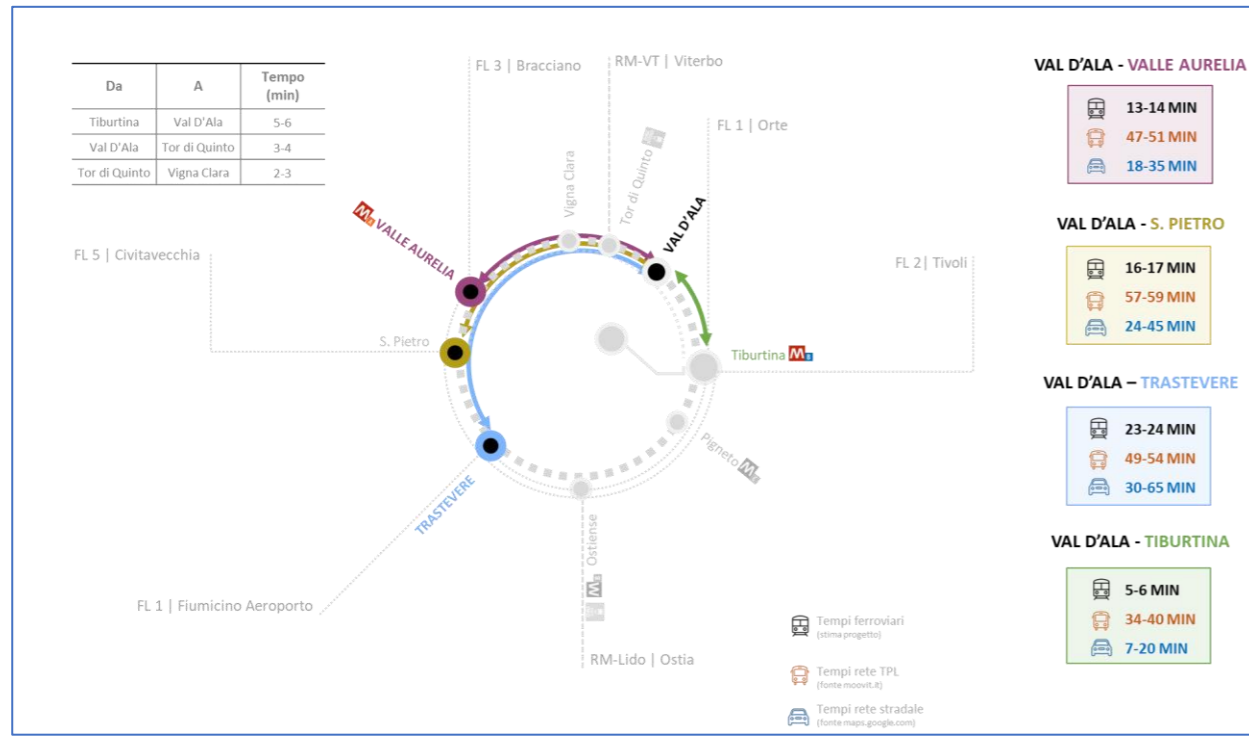 Da A Tempo (min)
Tiburtina Val D'Ala 5-6
Val D'Ala Tor di Quinto 3-4
Tor di Quinto Vigna Clara 2-3
FL 3 | Bracciano
RM-VT | Viterbo
FL 1 | Orte
FL 5 | Civitavecchia
FL 2| Tivoli
FL 1 | Fiumicino Aeroporto
RM-Lido | Ostia
VALLE AURELIA
Vigna Clara
Tor di Quinto
VAL D'ALA
S. Pietro
Tiburtina M
Pigneto M
TRASTEVERE
Ostiense M
VAL D'ALA - VALLE AURELIA
13-14 MIN
47-51 MIN
18-35 MIN
VAL D'ALA - S. PIETRO
16-17 MIN
57-59 MIN
24-45 MIN
VAL D'ALA – TRASTEVERE
23-24 MIN
49-54 MIN
30-65 MIN
VAL D'ALA - TIBURTINA
5-6 MIN
34-40 MIN
7-20 MIN
Tempi ferroviari
(stima progetto)
Tempi rete TPL
(fonte moovit.it)
Tempi rete stradale
(fonte maps.google.com)